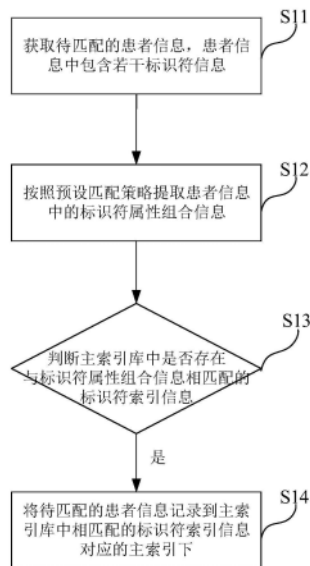 S11
获取待匹配的患者信息，患者信
息中包含若干标识符信息
S12
按照预设匹配策略提取患者信息
中的标识符属性组合信息
S13
判断主索引库中是否存在
与标识符属性组合信息相匹配的
标识符索引信息
是
S14
将待匹配的患者信息记录到主索
引库中相匹配的标识符索引信息
对应的主索引下